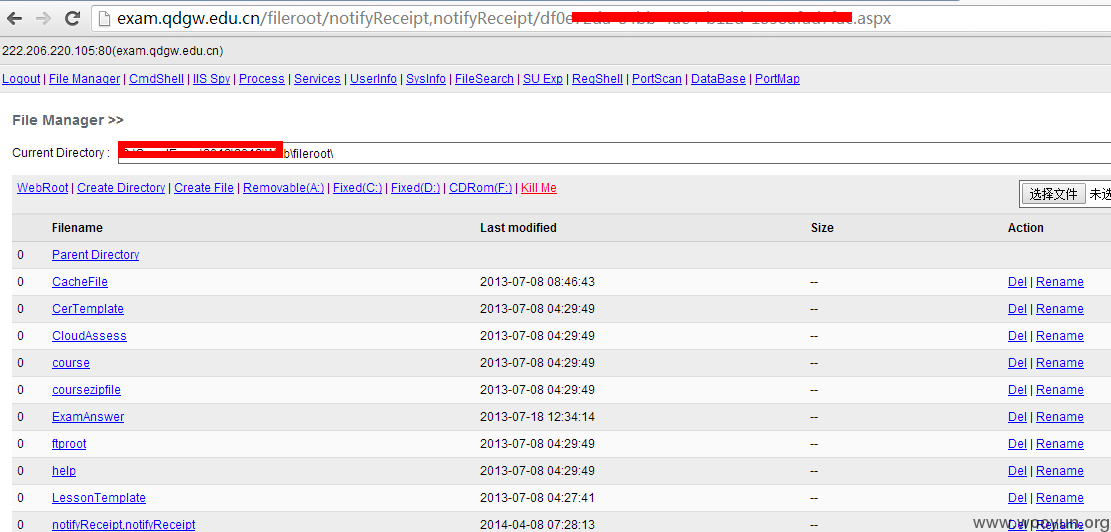 exam.qdgw.edu.cn/fileroot/notifyReceipt,notifyReceipt/df0e .aspx
222.206.220.105:80(exam.qdgw.edu.cn)
Logout | File Manager | CmdShell | IIS Spy | Process | Services | UserInfo | SysInfo | FileSearch | SU Exp | RegShell | PortScan | DataBase | PortMap
File Manager >>
Current Directory : b\fileroot\
WebRoot | Create Directory | Create File | Removable(A:) | Fixed(C:) | Fixed(D:) | CDRom(F:) | Kill Me
选择文件 未选
Filename Last modified Size Action
0 Parent Directory
0 CacheFile 2013-07-08 08:46:43 -- Del | Rename
0 CerTemplate 2013-07-08 04:29:49 -- Del | Rename
0 CloudAssess 2013-07-08 04:29:49 -- Del | Rename
0 course 2013-07-08 04:29:49 -- Del | Rename
0 coursezipfile 2013-07-08 04:29:49 -- Del | Rename
0 ExamAnswer 2013-07-18 12:34:14 -- Del | Rename
0 ftproot 2013-07-08 04:29:49 -- Del | Rename
0 help 2013-07-08 04:29:49 -- Del | Rename
0 LessonTemplate 2013-07-08 04:27:41 -- Del | Rename
0 notifyReceipt,notifyReceipt 2014-04-08 07:28:13 -- Del | Rename
www.wooyun.org